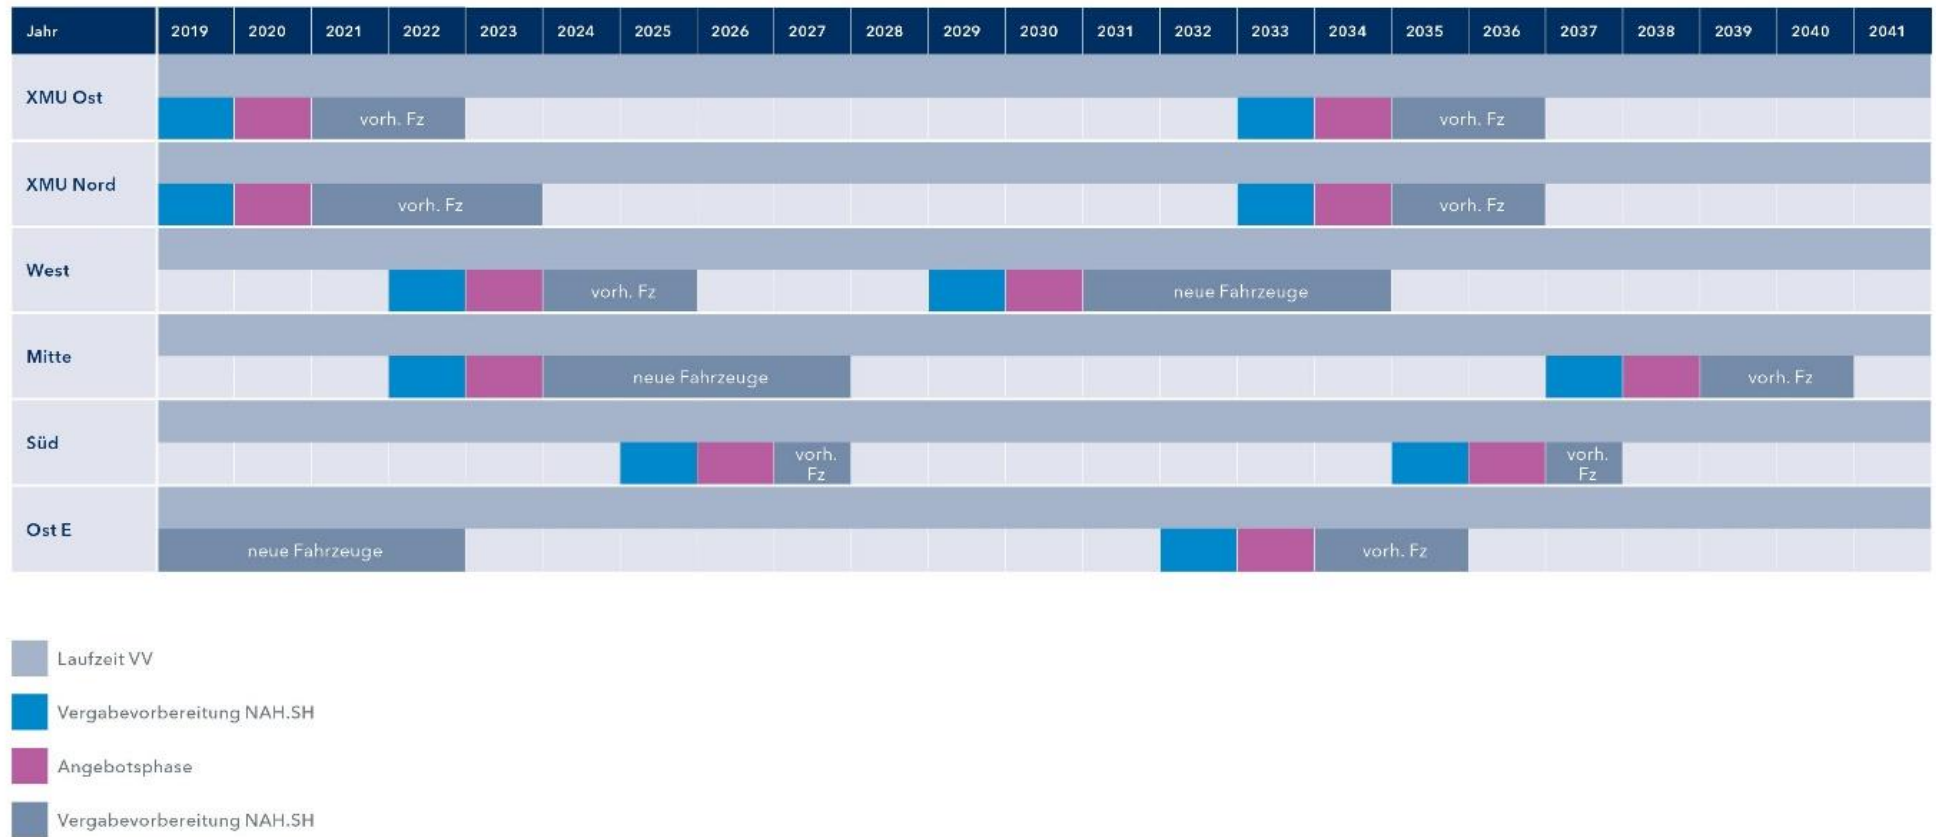 Jahr 2019 2020 2021 2022 2023 2024 2025 2026 2027 2028 2029 2030 2031 2032 2033 2034 2035 2036 2037 2038 2039 2040 2041
XMU Ost
vorh. Fz vorh. Fz
XMU Nord
vorh. Fz vorh. Fz
West
vorh. Fz neue Fahrzeuge
Mitte
neue Fahrzeuge vorh. Fz
Süd
vorh. vorh.
Fz Fz
Ost E
neue Fahrzeuge vorh. Fz
Laufzeit VV
Vergabevorbereitung NAH.SH
Angebotsphase
Vergabevorbereitung NAH.SH